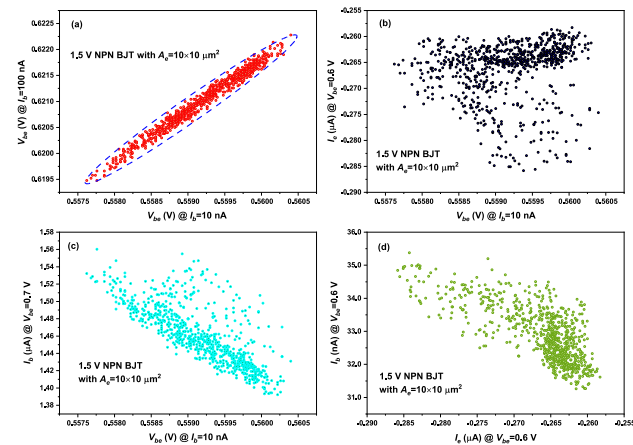 (a)
1.5 V NPN BJT with Ae=10×10 μm²
Vbe (V) @ Ib=100 nA
0.6225
0.6220
0.6215
0.6210
0.6205
0.6200
0.6195
0.5575 0.5580 0.5585 0.5590 0.5595 0.5600 0.5605
Vbe (V) @ Ib=10 nA
(b)
1.5 V NPN BJT
with Ae=10×10 μm²
Ie (μA) @ Vbe=0.6 V
-0.255
-0.260
-0.265
-0.270
-0.275
-0.280
-0.285
-0.290
0.5575 0.5580 0.5585 0.5590 0.5595 0.5600 0.5605
Vbe (V) @ Ib=10 nA
(c)
1.5 V NPN BJT
with Ae=10×10 μm²
Ib (μA) @ Vbe=0.7 V
1.58
1.56
1.54
1.52
1.50
1.48
1.46
1.44
1.42
1.40
1.38
0.5575 0.5580 0.5585 0.5590 0.5595 0.5600 0.5605
Vbe (V) @ Ib=10 nA
(d)
1.5 V NPN BJT
with Ae=10×10 μm²
Ib (nA) @ Vbe=0.6 V
36.0
35.0
34.0
33.0
32.0
31.0
-0.290 -0.285 -0.280 -0.275 -0.270 -0.265 -0.260 -0.255
Ie (μA) @ Vbe=0.6 V